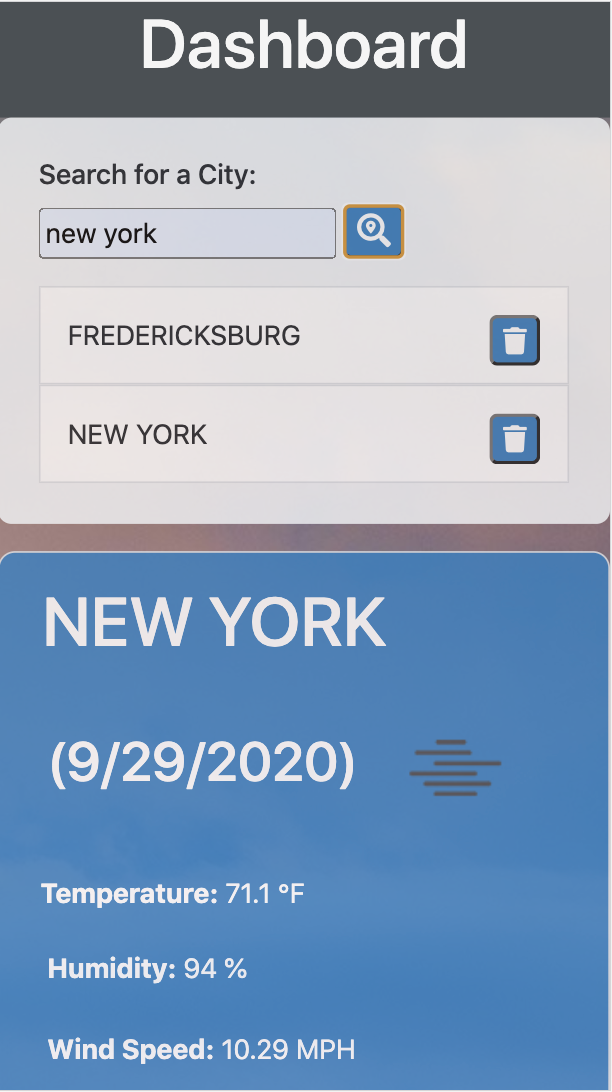 Dashboard
Search for a City:
new york
FREDERICKSBURG
NEW YORK
NEW YORK
(9/29/2020)
Temperature: 71.1 °F
Humidity: 94 %
Wind Speed: 10.29 MPH